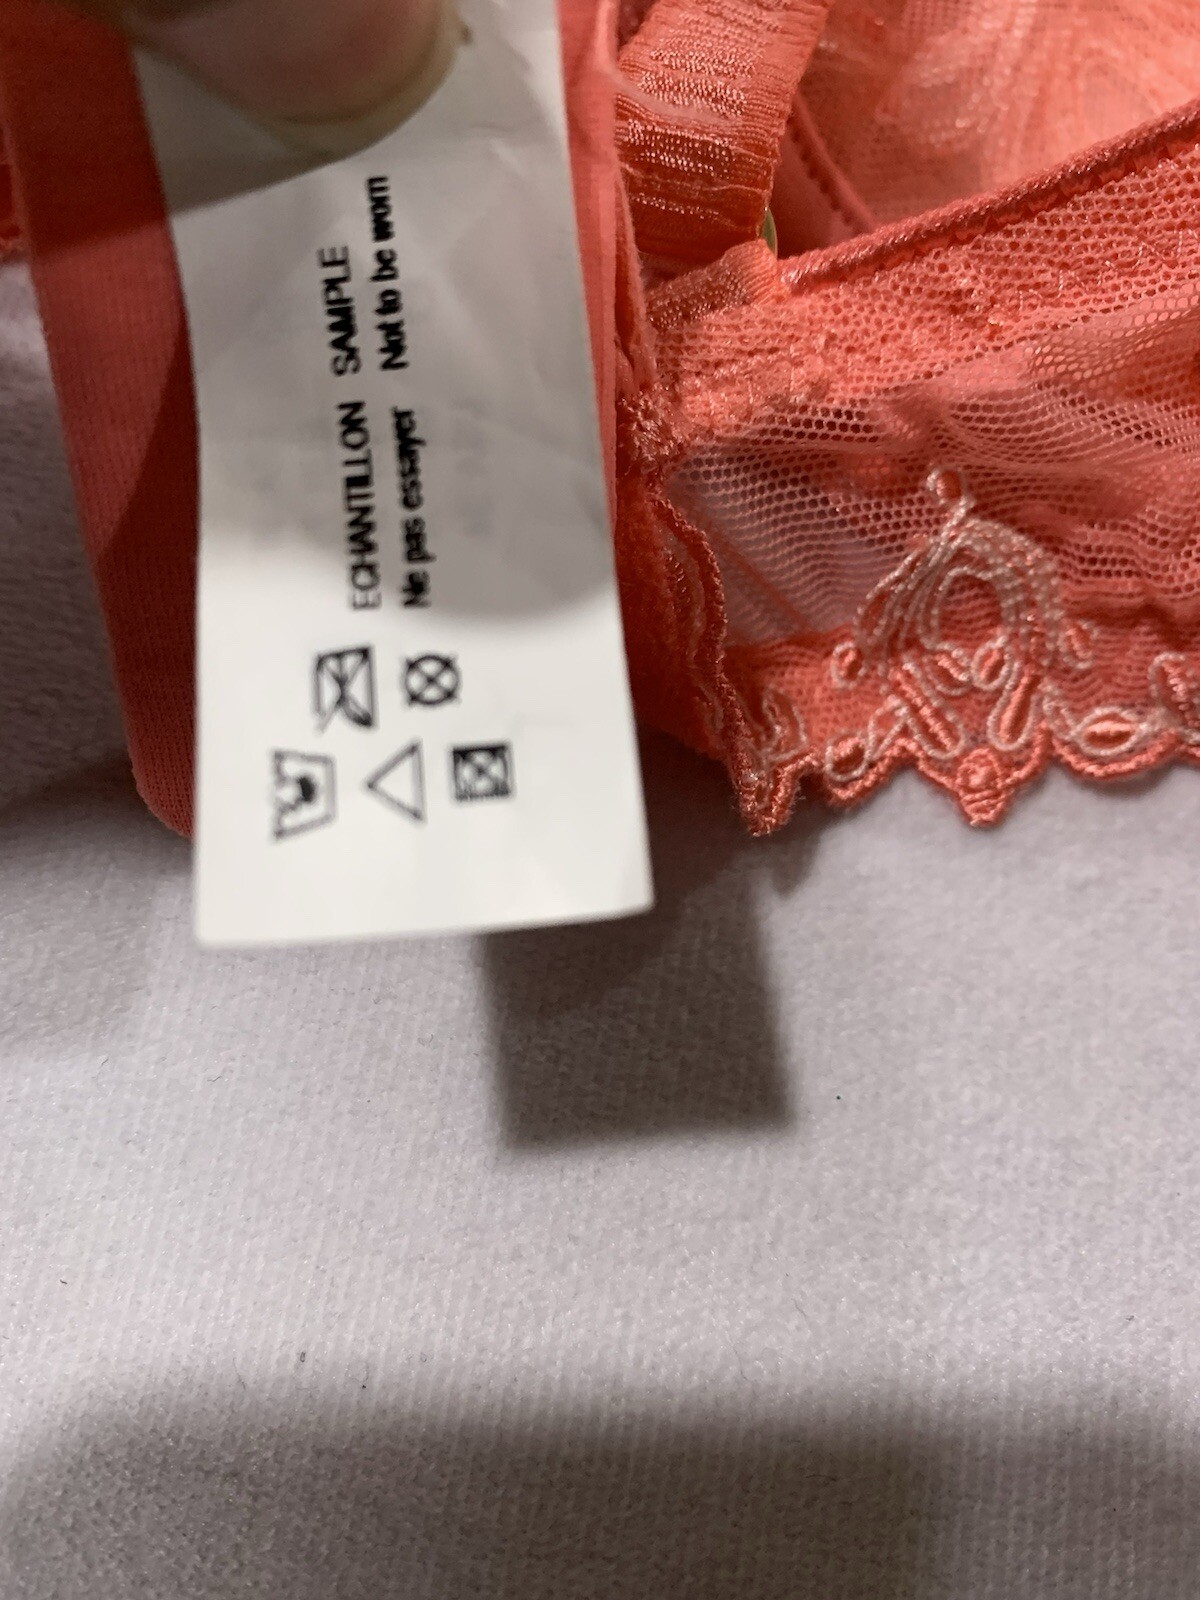 ECHANTILLON SAMPLE
Ne pas essayer Not to be worn